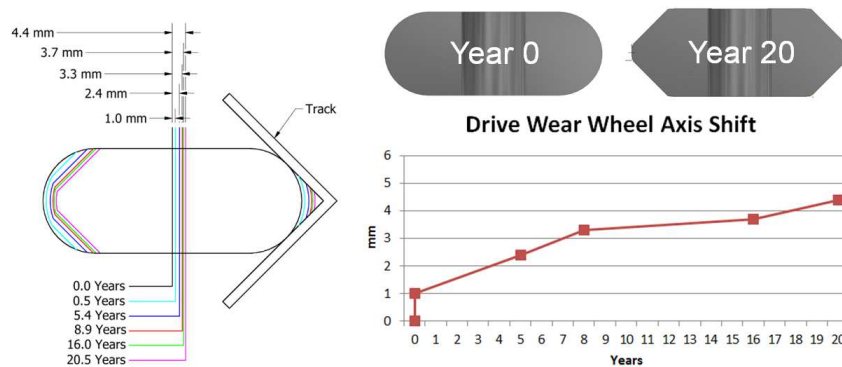 4.4 mm
3.7 mm
3.3 mm
2.4 mm
1.0 mm
Track
0.0 Years
0.5 Years
5.4 Years
8.9 Years
16.0 Years
20.5 Years
Year 0
Year 20
Drive Wear Wheel Axis Shift
6
5
4
3
2
1
0
mm
0 1 2 3 4 5 6 7 8 9 10 11 12 13 14 15 16 17 18 19 20
Years